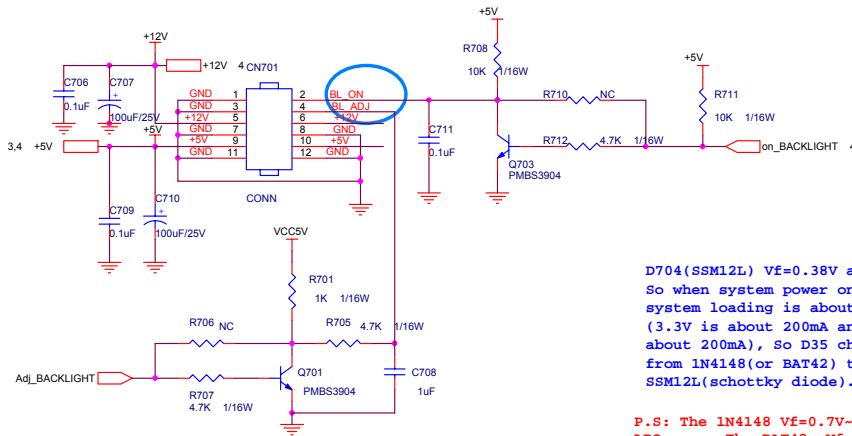 +12V
+5V
+12V 4 CN701
R708
10K 1/16W
+5V
C706
0.1uF
C707
+
100uF/25V
GND 1 2 BL_ON
GND 3 4 BL_ADJ
+12V 5 6 +12V
GND 7 8 GND
+5V 9 10 +5V
GND 11 12 GND
CONN
R710 NC
R711
10K 1/16W
C711
0.1uF
R712 4.7K 1/16W
Q703
PMBS3904
on_BACKLIGHT 4
3,4 +5V
+5V
C709
0.1uF
C710
+
100uF/25V
VCC5V
R701
1K 1/16W
R706 NC
R705 4.7K 1/16W
Adj_BACKLIGHT
R707
4.7K 1/16W
Q701
PMBS3904
C708
1uF
D704(SSM12L) Vf=0.38V a
So when system power on
system loading is about
(3.3V is about 200mA an
about 200mA), So D35 ch
from 1N4148(or BAT42) t
SSM12L(schottky diode).
P.S: The 1N4148 Vf=0.7V~